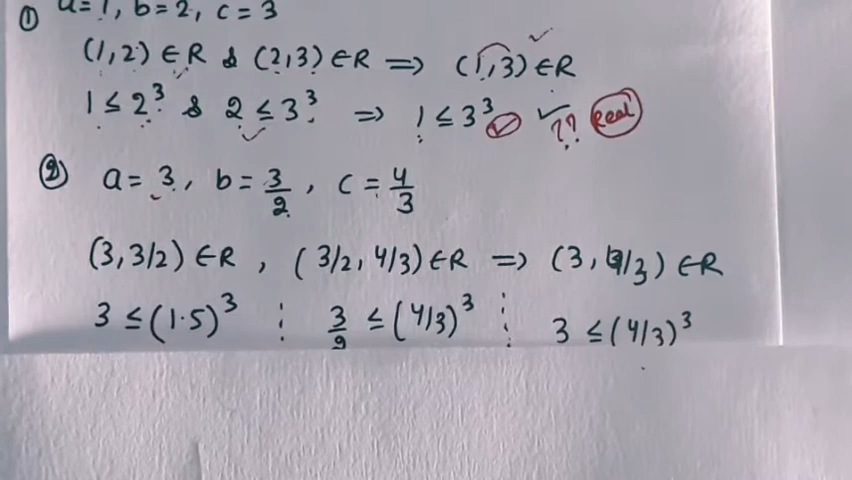 ① a=1, b=2, c=3
(1,2) ∈ R & (2,3) ∈ R ⇒ (1,3) ∈ R
1 ≤ 2³ & 2 ≤ 3³ ⇒ 1 ≤ 3³ ✓ ✓ ?? Real
② a= 3, b= 3/2, c= 4/3
(3, 3/2) ∈ R, (3/2, 4/3) ∈ R ⇒ (3, 4/3) ∈ R
3 ≤ (1.5)³ ⋮ 3/2 ≤ (4/3)³ ⋮ 3 ≤ (4/3)³